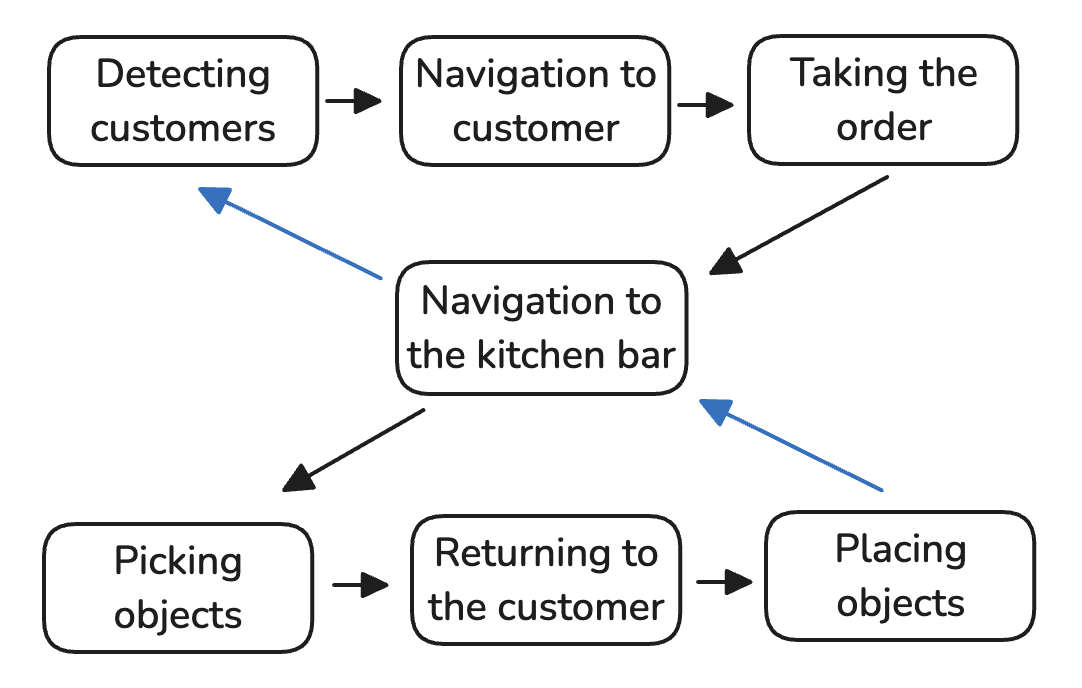 Detecting
customers
Navigation to
customer
Taking the
order
Navigation to
the kitchen bar
Picking
objects
Returning to
the customer
Placing
objects